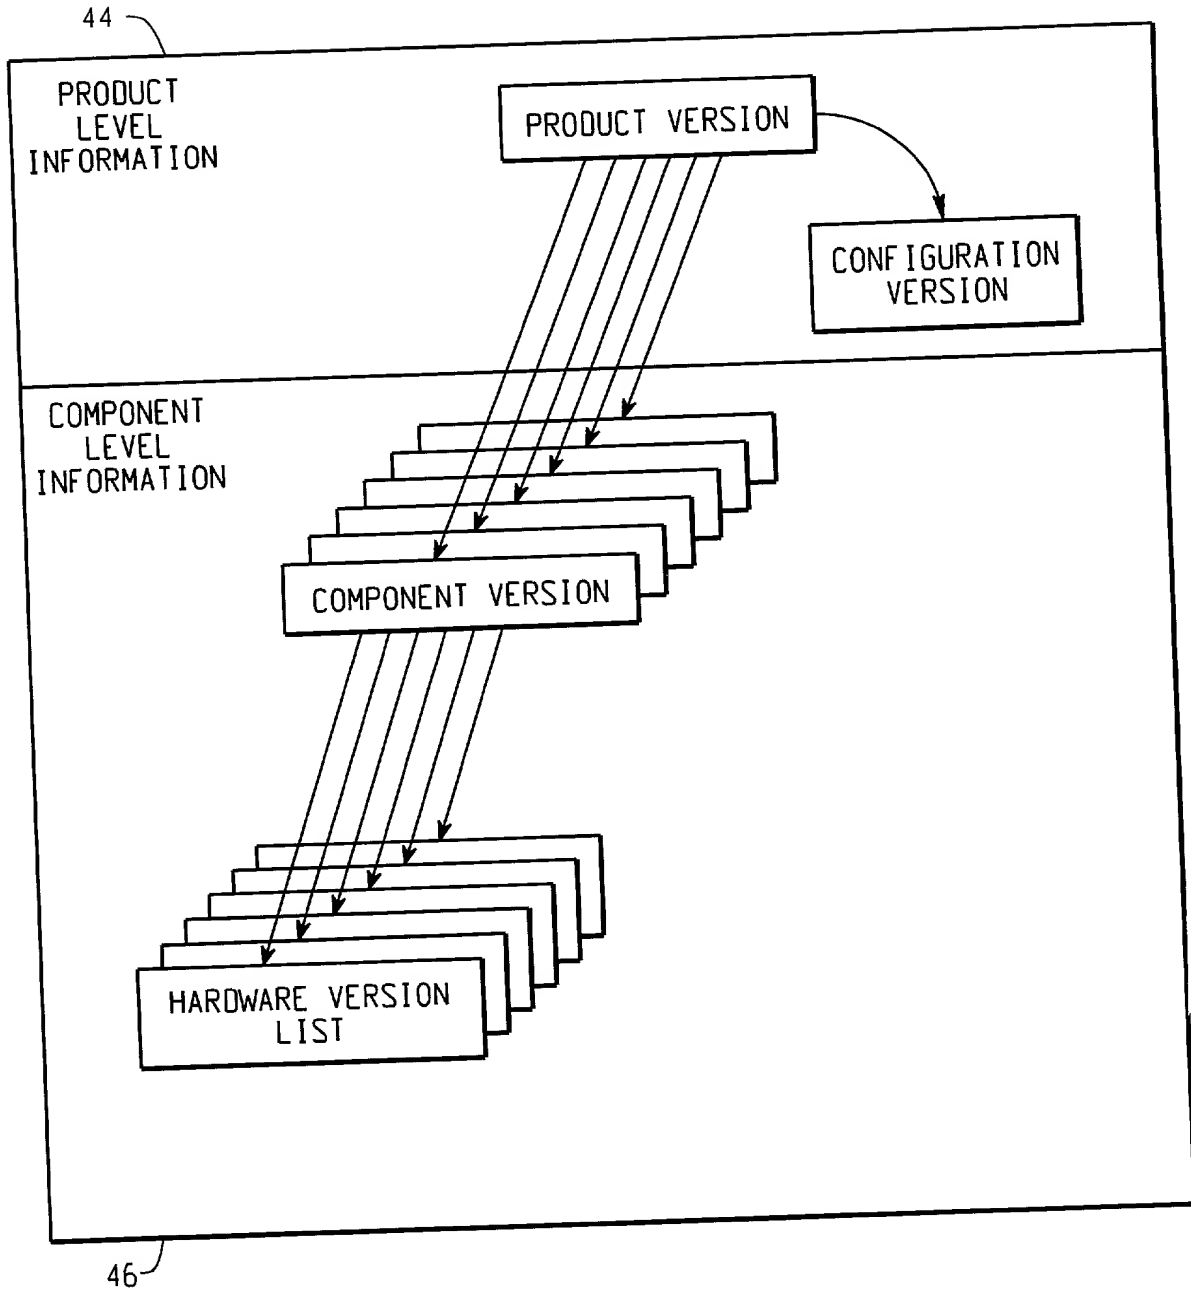 44
PRODUCT
LEVEL
INFORMATION
PRODUCT VERSION
CONFIGURATION
VERSION
COMPONENT
LEVEL
INFORMATION
COMPONENT VERSION
HARDWARE VERSION
LIST
46